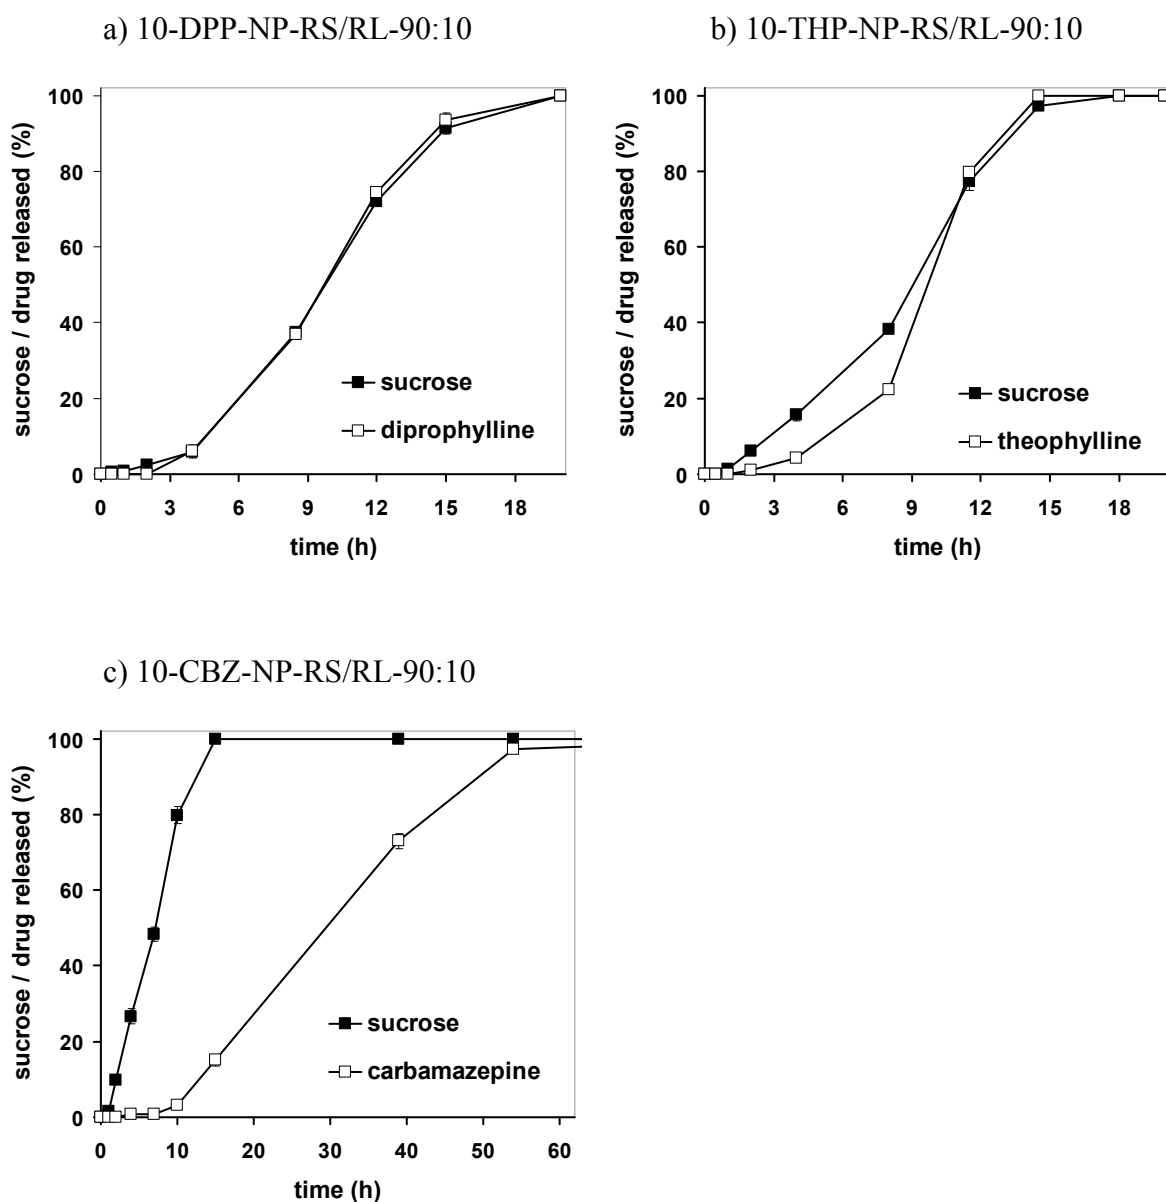 a) 10-DPP-NP-RS/RL-90:10
sucrose / drug released (%)
100
80
60
40
20
0
sucrose
diprophylline
0 3 6 9 12 15 18
time (h)
b) 10-THP-NP-RS/RL-90:10
sucrose / drug released (%)
100
80
60
40
20
0
sucrose
theophylline
0 3 6 9 12 15 18
time (h)
c) 10-CBZ-NP-RS/RL-90:10
sucrose / drug released (%)
100
80
60
40
20
0
sucrose
carbamazepine
0 10 20 30 40 50 60
time (h)